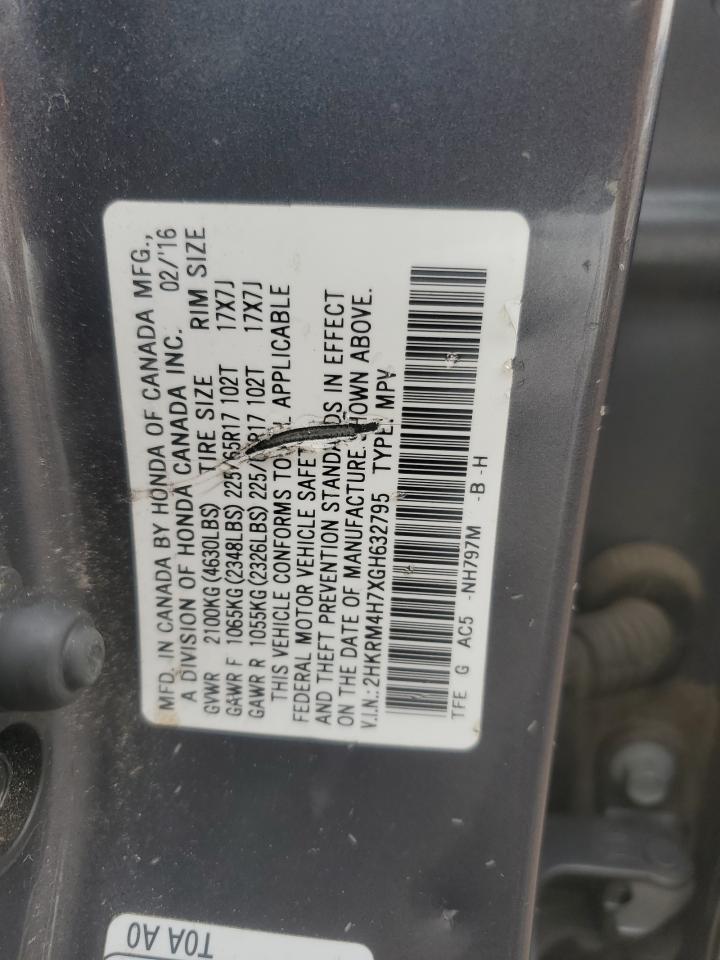 MFD. IN CANADA BY HONDA OF CANADA MFG.,
A DIVISION OF HONDA CANADA INC. 02/'16
GVWR 2100KG (4630LBS) TIRE SIZE RIM SIZE
GAWR F 1065KG (2348LBS) 225/65R17 102T 17X7J
GAWR R 1055KG (2326LBS) 102T 17X7J
THIS VEHICLE CONFORMS TO APPLICABLE
FEDERAL MOTOR VEHICLE
AND THEFT PREVENTION IN EFFECT
ON THE DATE OF MANUFACTURE ABOVE.
V.I.N.: 2HKRM4H7XGH632795 TYPE: MPV
TFE G AC5 -NH797M -B -H
T0A A0